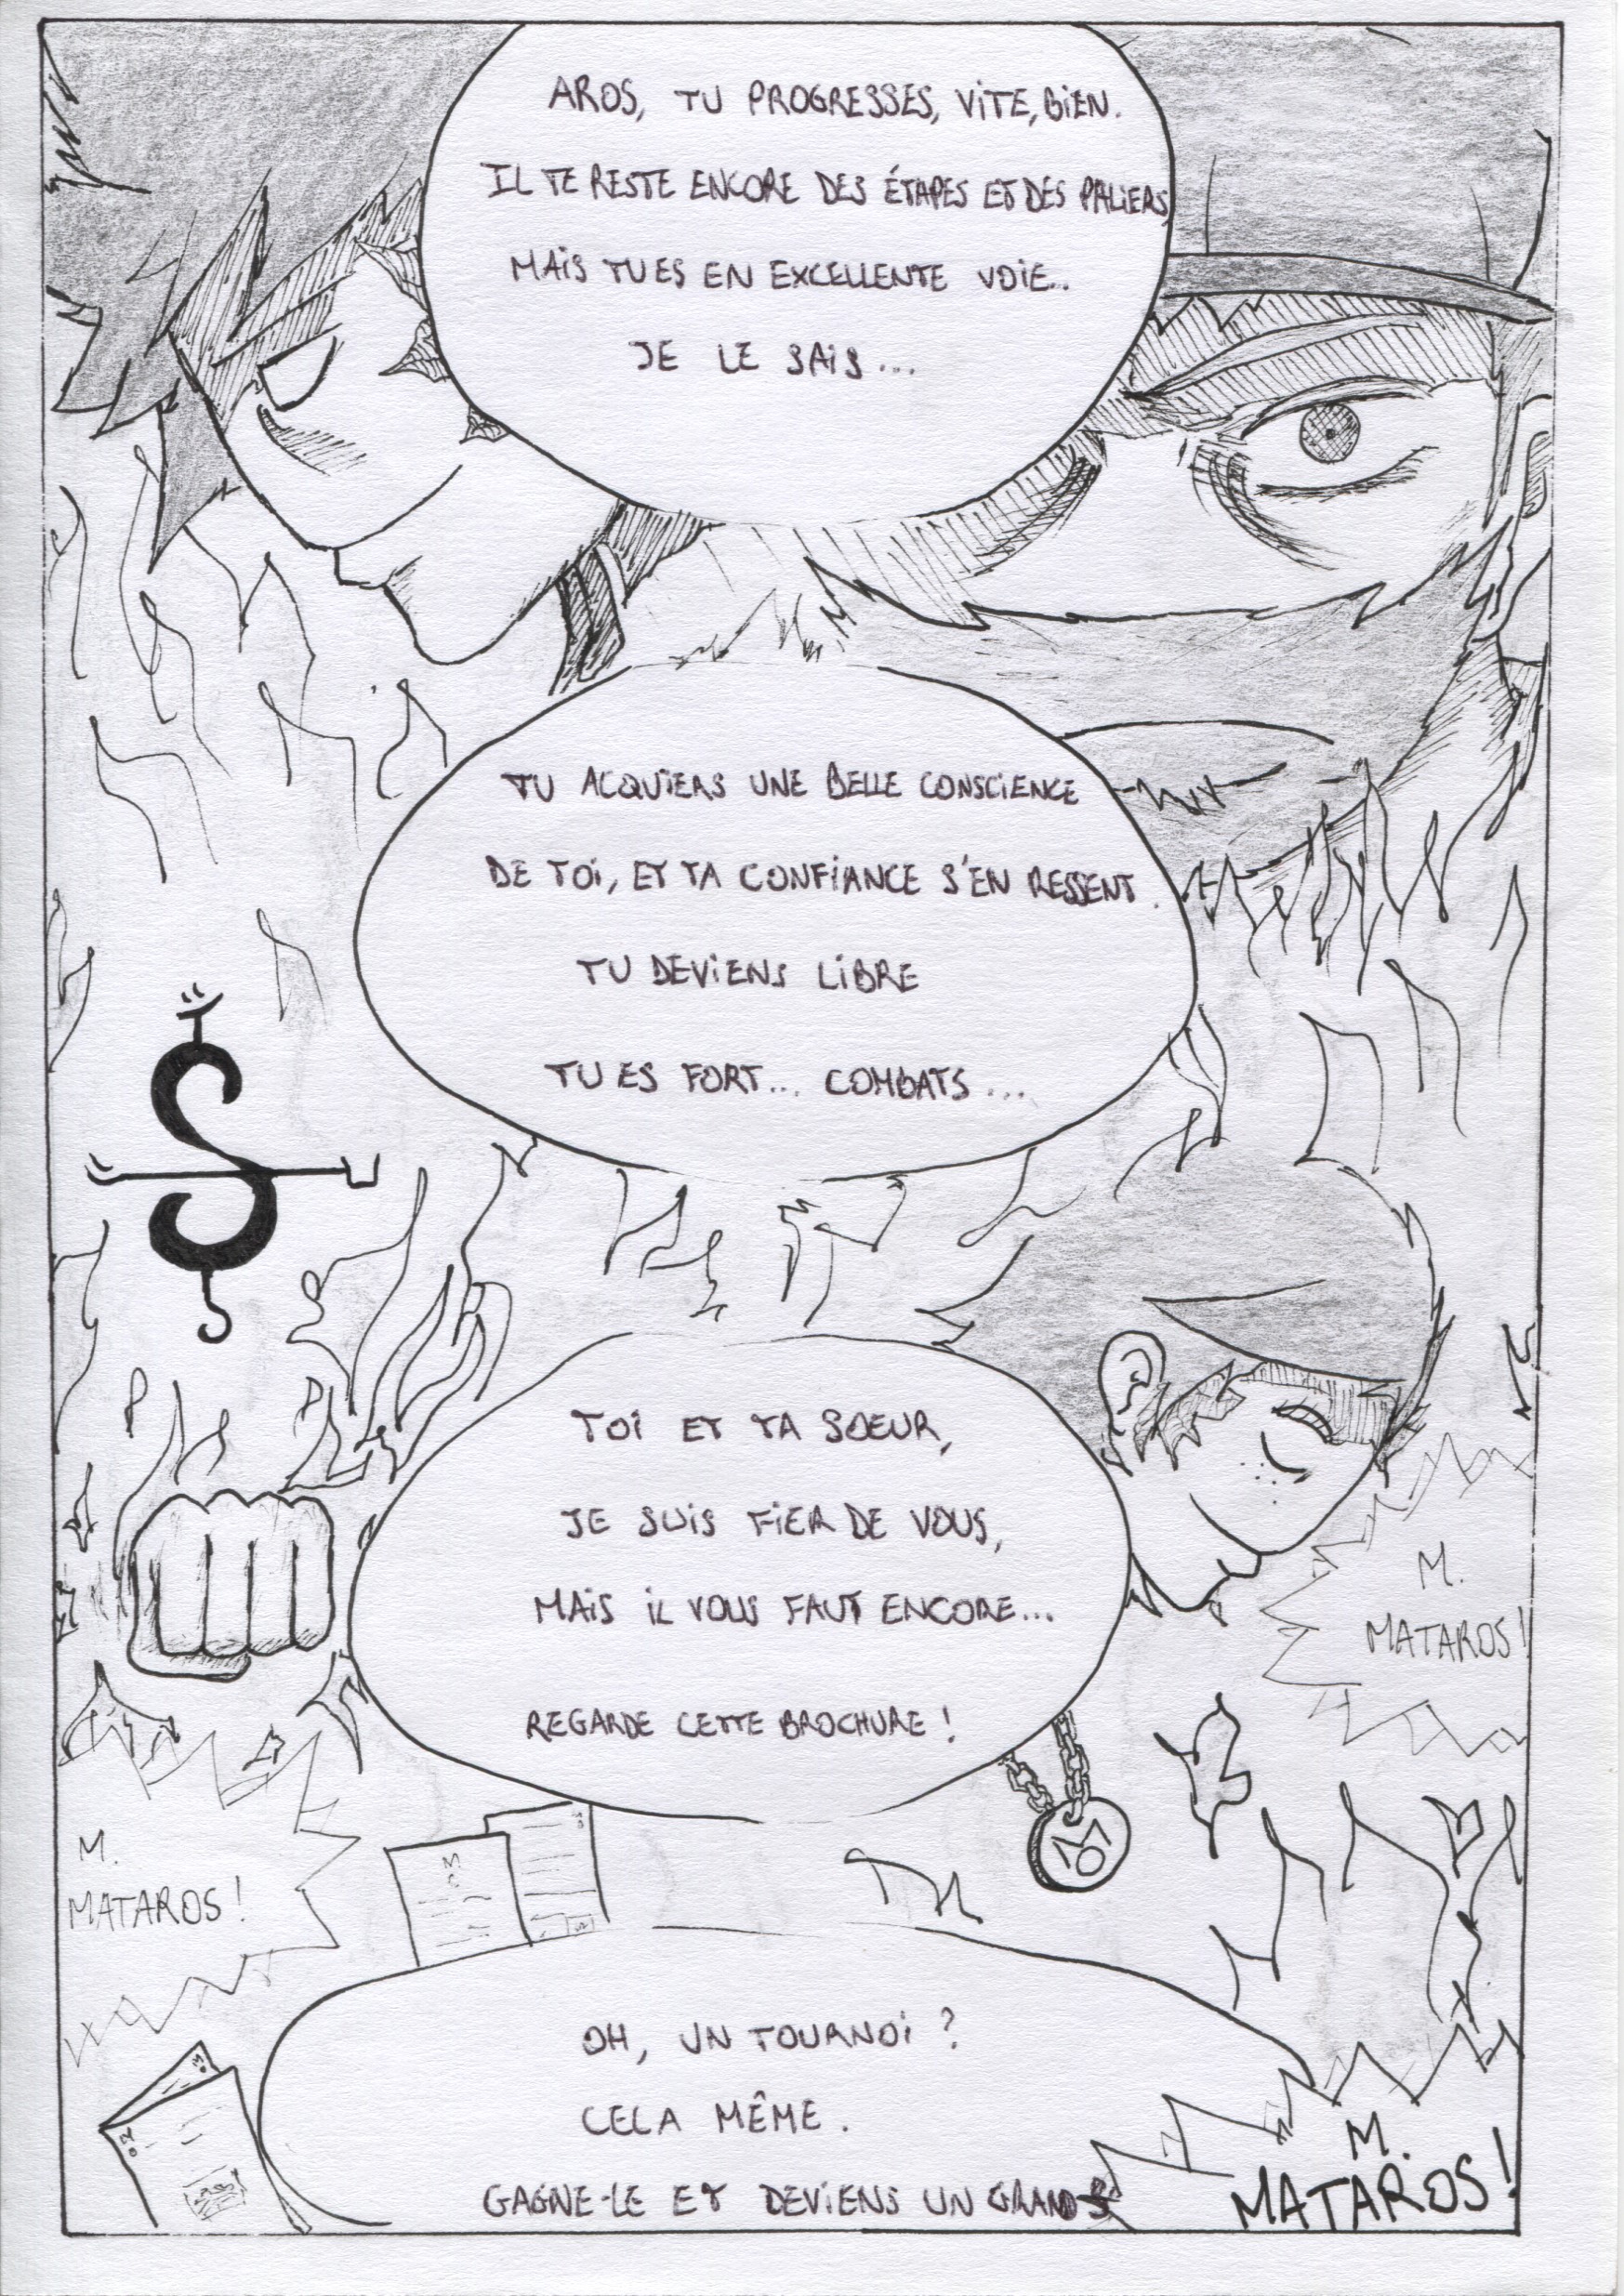 AROS, TU PROGRESSES, VITE, BIEN.
IL TE RESTE ENCORE DES ÉTAPES ET DES PALIERS
MAIS TU ES EN EXCELLENTE VOIE..
JE LE SAIS...
TU ACQUIERS UNE BELLE CONSCIENCE
DE TOI, ET TA CONFIANCE S'EN RESSENT.
TU DEVIENS LIBRE
TU ES FORT... COMBATS...
TOI ET TA SOEUR,
JE SUIS FIER DE VOUS,
MAIS IL VOUS FAUT ENCORE...
REGARDE CETTE BROCHURE !
M.
MATAROS !
M.
MATAROS !
OH, UN TOURNOI ?
CELA MÊME.
GAGNE-LE ET DEVIENS UN GRAND
M.
MATAROS !